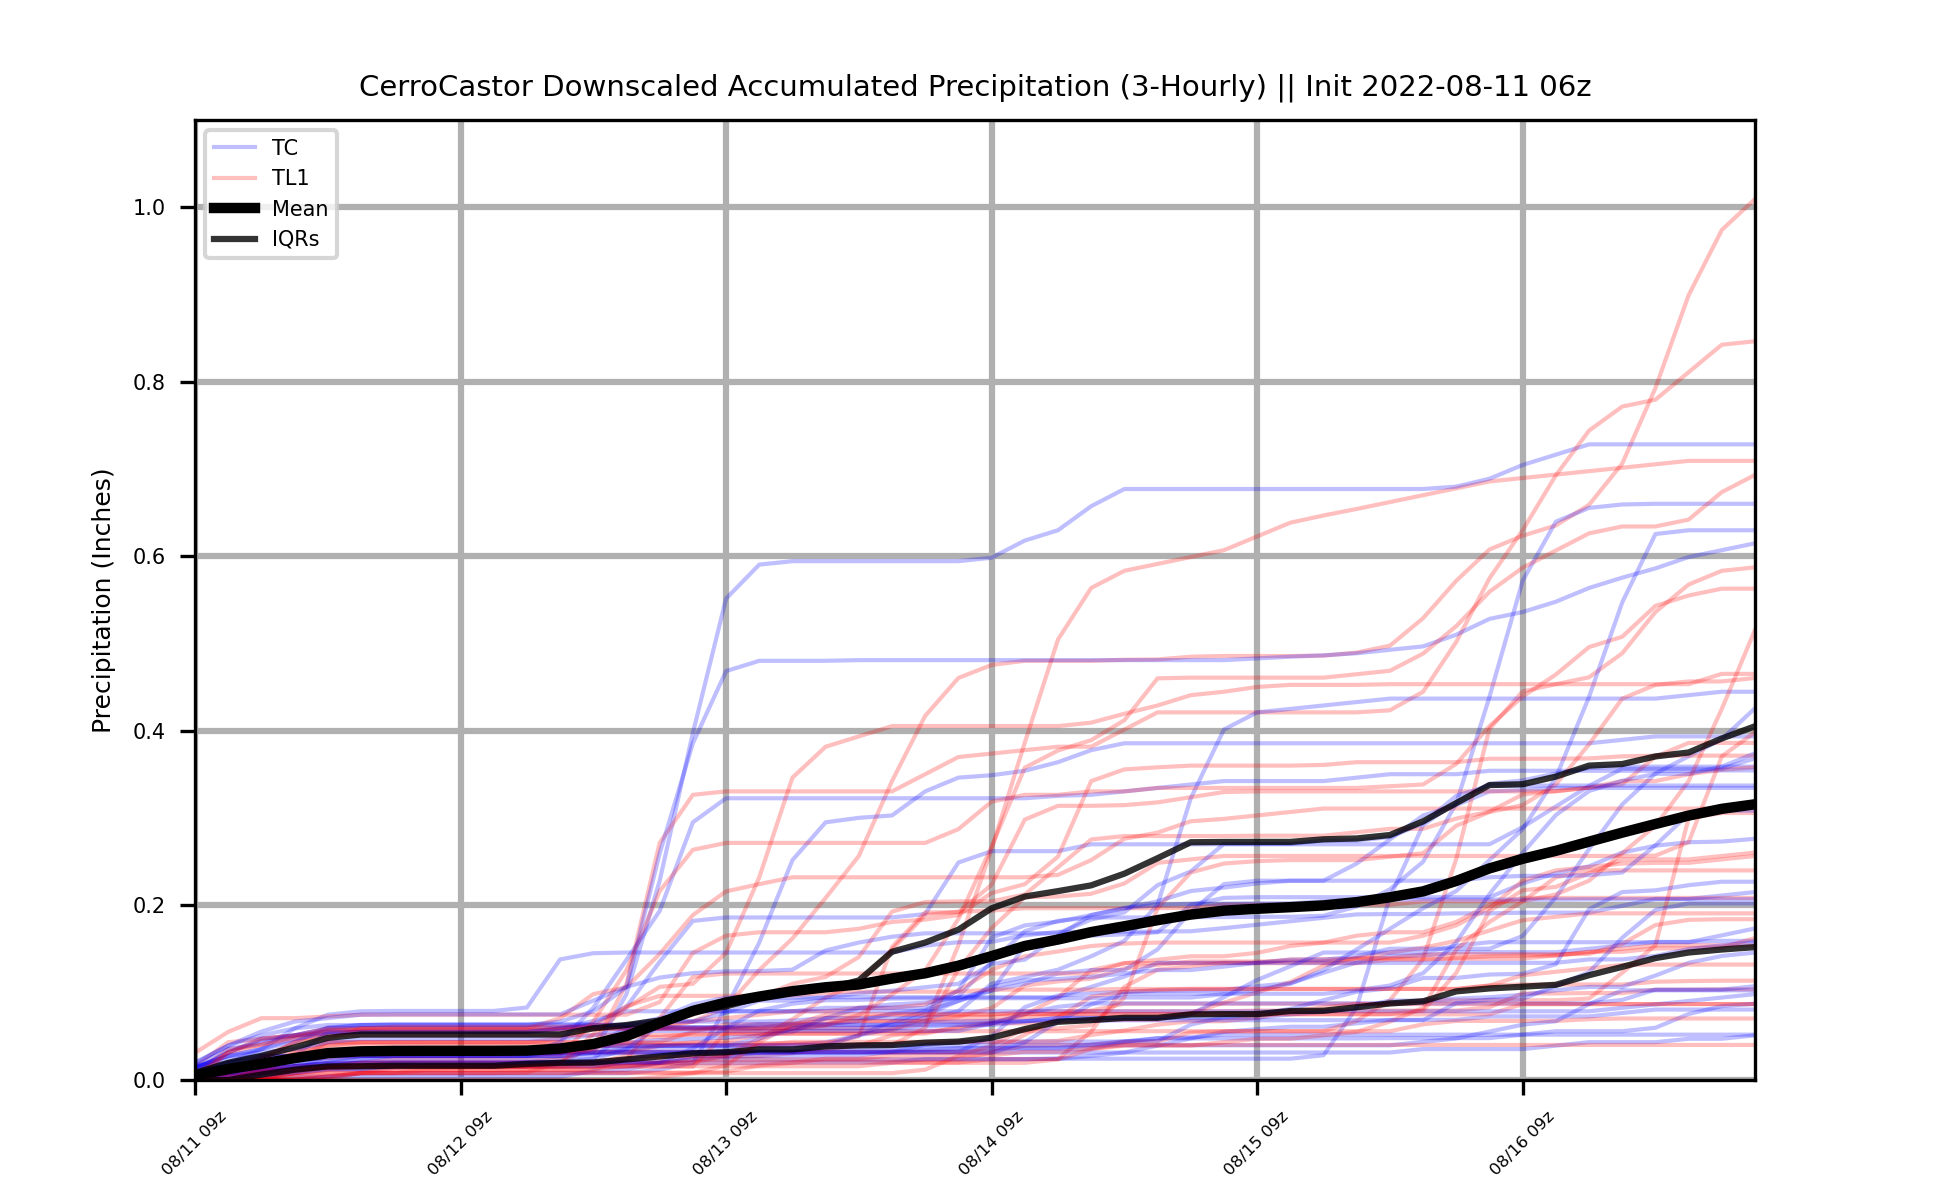 CerroCastor Downscaled Accumulated Precipitation (3-Hourly) || Init 2022-08-11 06z
TC
TL1
Mean
IQRs
Precipitation (Inches)
1.0
0.8
0.6
0.4
0.2
0.0
08/11 09z
08/12 09z
08/13 09z
08/14 09z
08/15 09z
08/16 09z